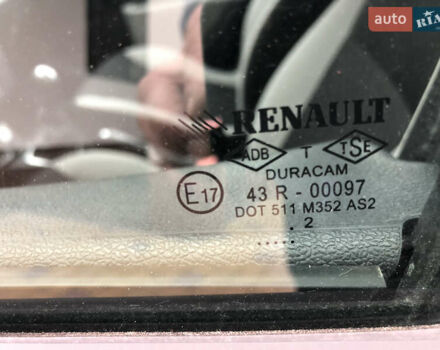 auto RIA
RENAULT
ADB T TSE
DURACAM
E17 43 R - 00097
DOT 511 M352 AS2
. 2
.....